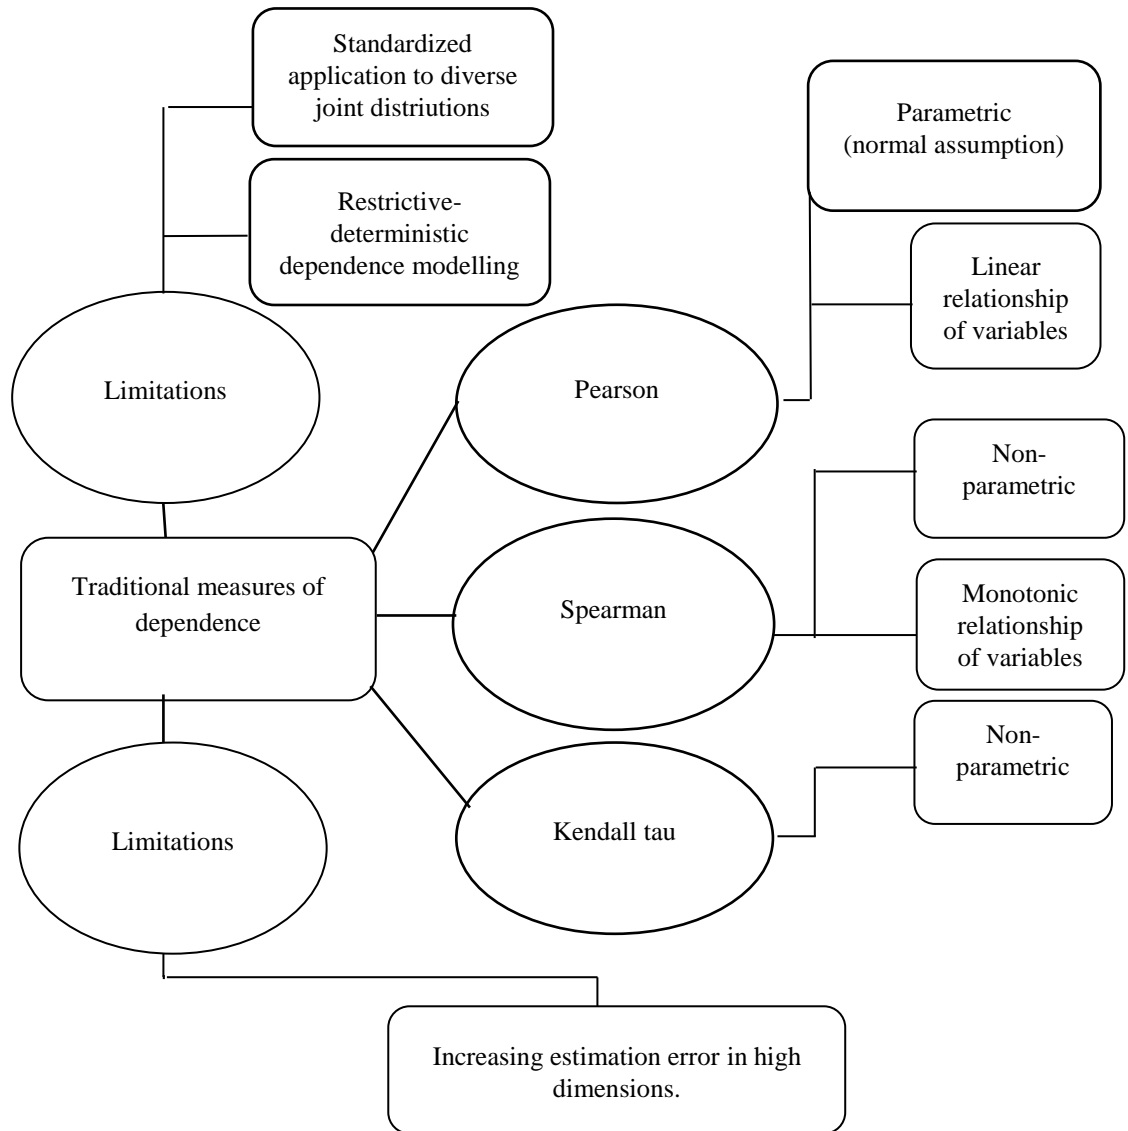 Standardized
application to diverse
joint distriutions
Restrictive-
deterministic
dependence modelling
Parametric
(normal assumption)
Linear
relationship
of variables
Limitations
Pearson
Non-
parametric
Traditional measures of
dependence
Spearman
Monotonic
relationship
of variables
Non-
parametric
Limitations
Kendall tau
Increasing estimation error in high
dimensions.